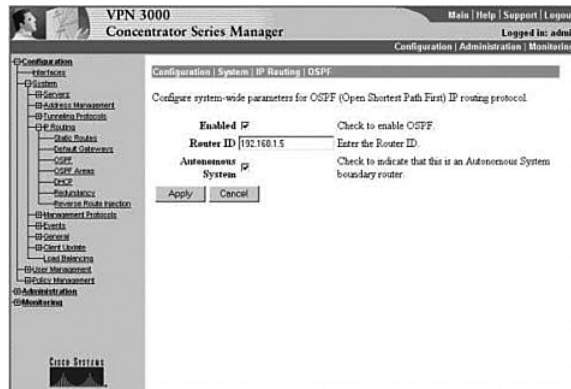 VPN 3000
Concentrator Series Manager
Main | Help | Support | Logou
Logged in: admi
Configuration | Administration | Monitorin
Configuration
Interfaces
System
Servers
Address Management
Tunneling Protocols
IP Routing
Static Routes
Default Gateways
OSPF
OSPF Areas
DHCP
Redundancy
Reverse Route Injection
Management Protocols
Events
General
Client Update
Load Balancing
User Management
Policy Management
Administration
Monitoring
Cisco Systems
Configuration | System | IP Routing | OSPF
Configure system-wide parameters for OSPF (Open Shortest Path First) IP routing protocol.
Enabled Check to enable OSPF.
Router ID 192.168.1.5 Enter the Router ID.
Autonomous System Check to indicate that this is an Autonomous System
boundary router.
Apply Cancel